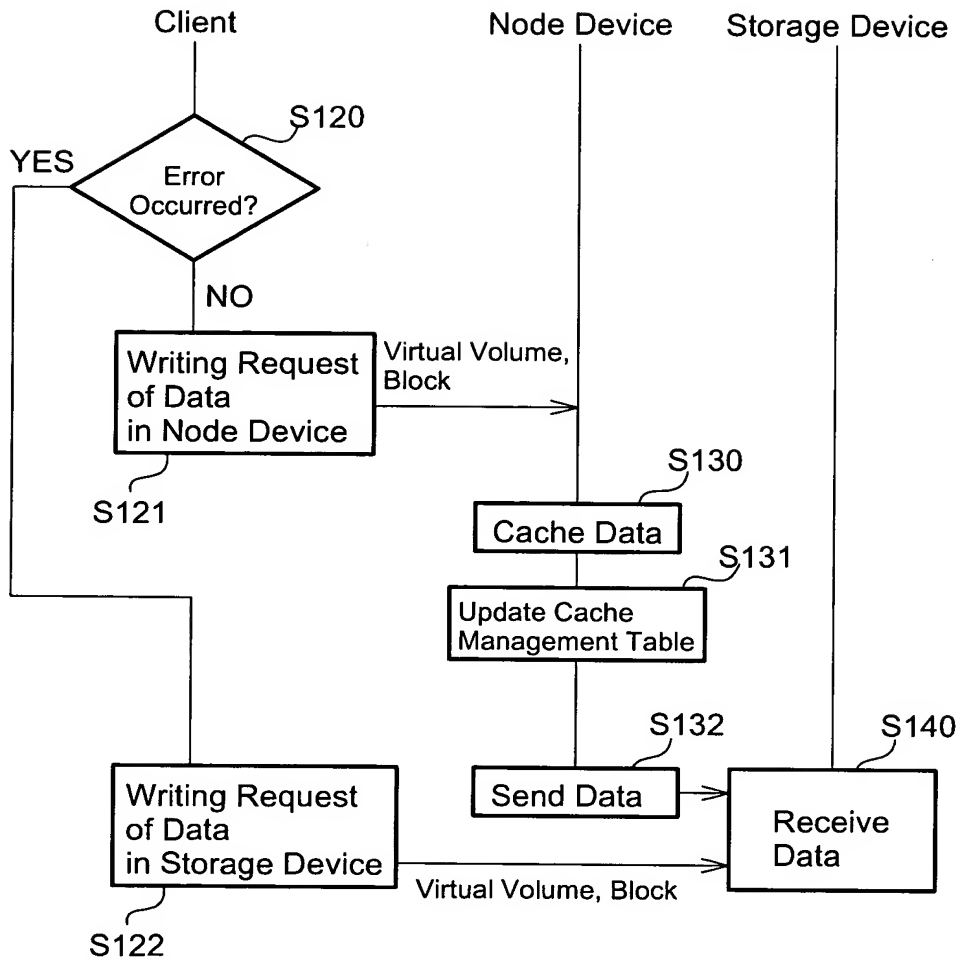 Client
Node Device
Storage Device
S120
YES
Error
Occurred?
NO
Writing Request
of Data
in Node Device
Virtual Volume,
Block
S121
S130
Cache Data
S131
Update Cache
Management Table
S132
S140
Send Data
Writing Request
of Data
in Storage Device
Receive
Data
Virtual Volume, Block
S122